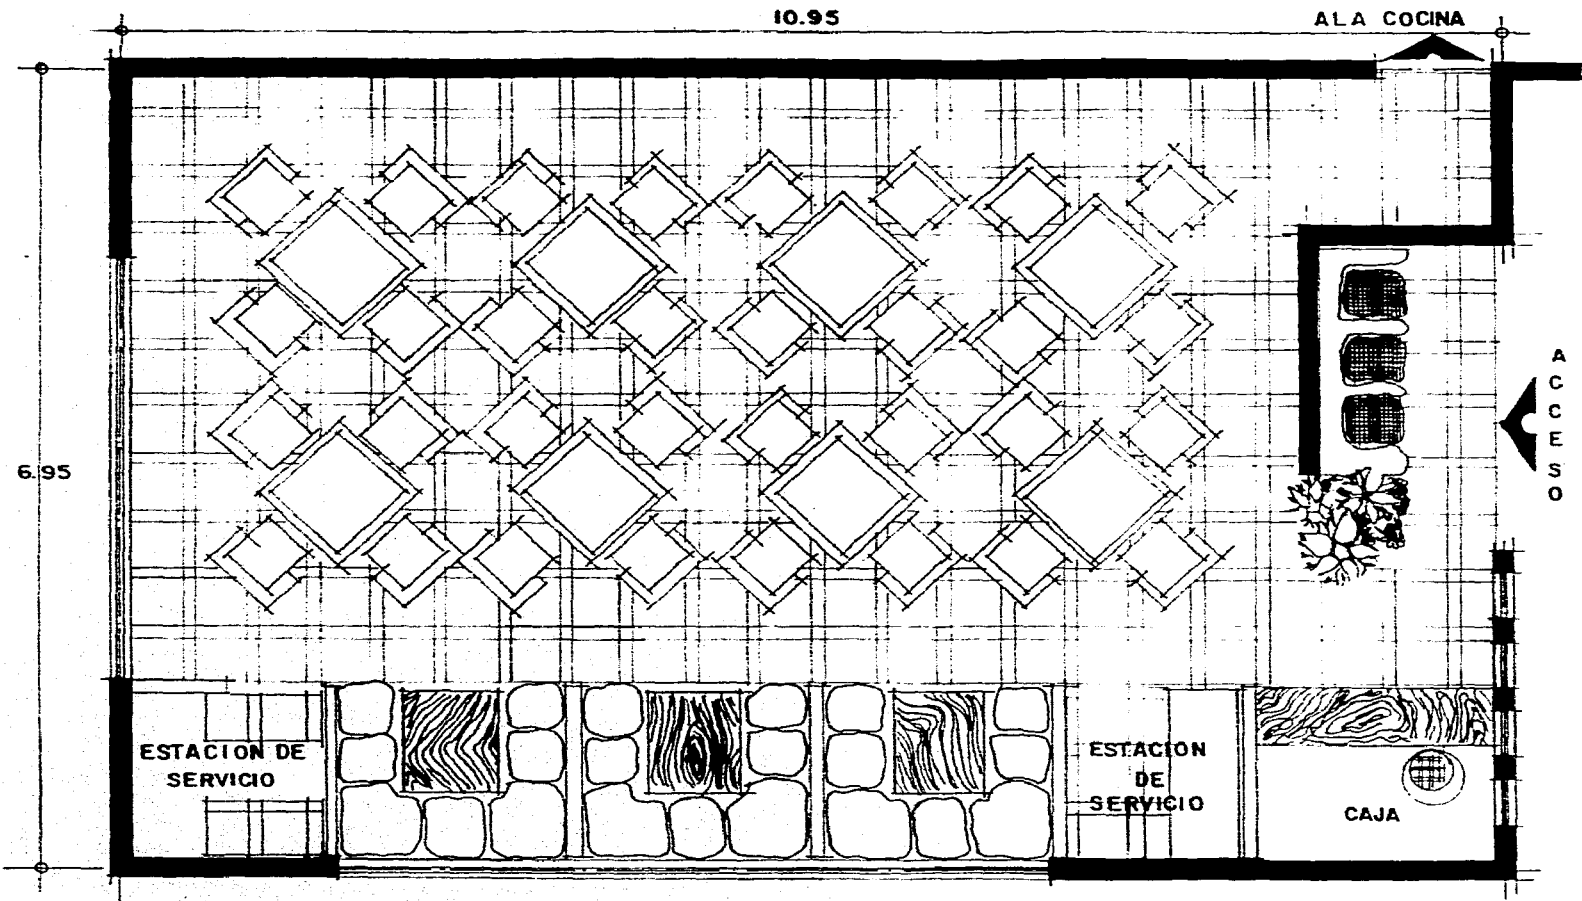 10.95
ALA COCINA
6.95
A
C
C
E
S
O
ESTACION DE
SERVICIO
ESTACION
DE
SERVICIO
CAJA